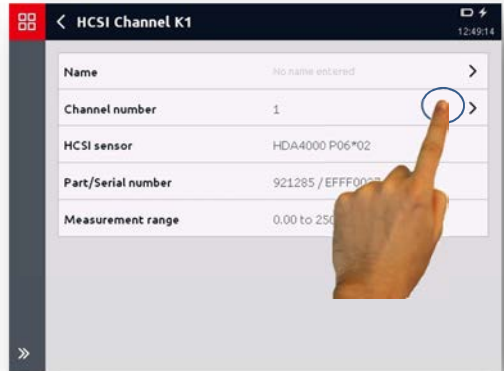 HCSI Channel K1
12:49:14
Name No name entered
Channel number 1
HCSI sensor HDA4000 P06*02
Part/Serial number 921285 / EFFF00
Measurement range 0.00 to 250